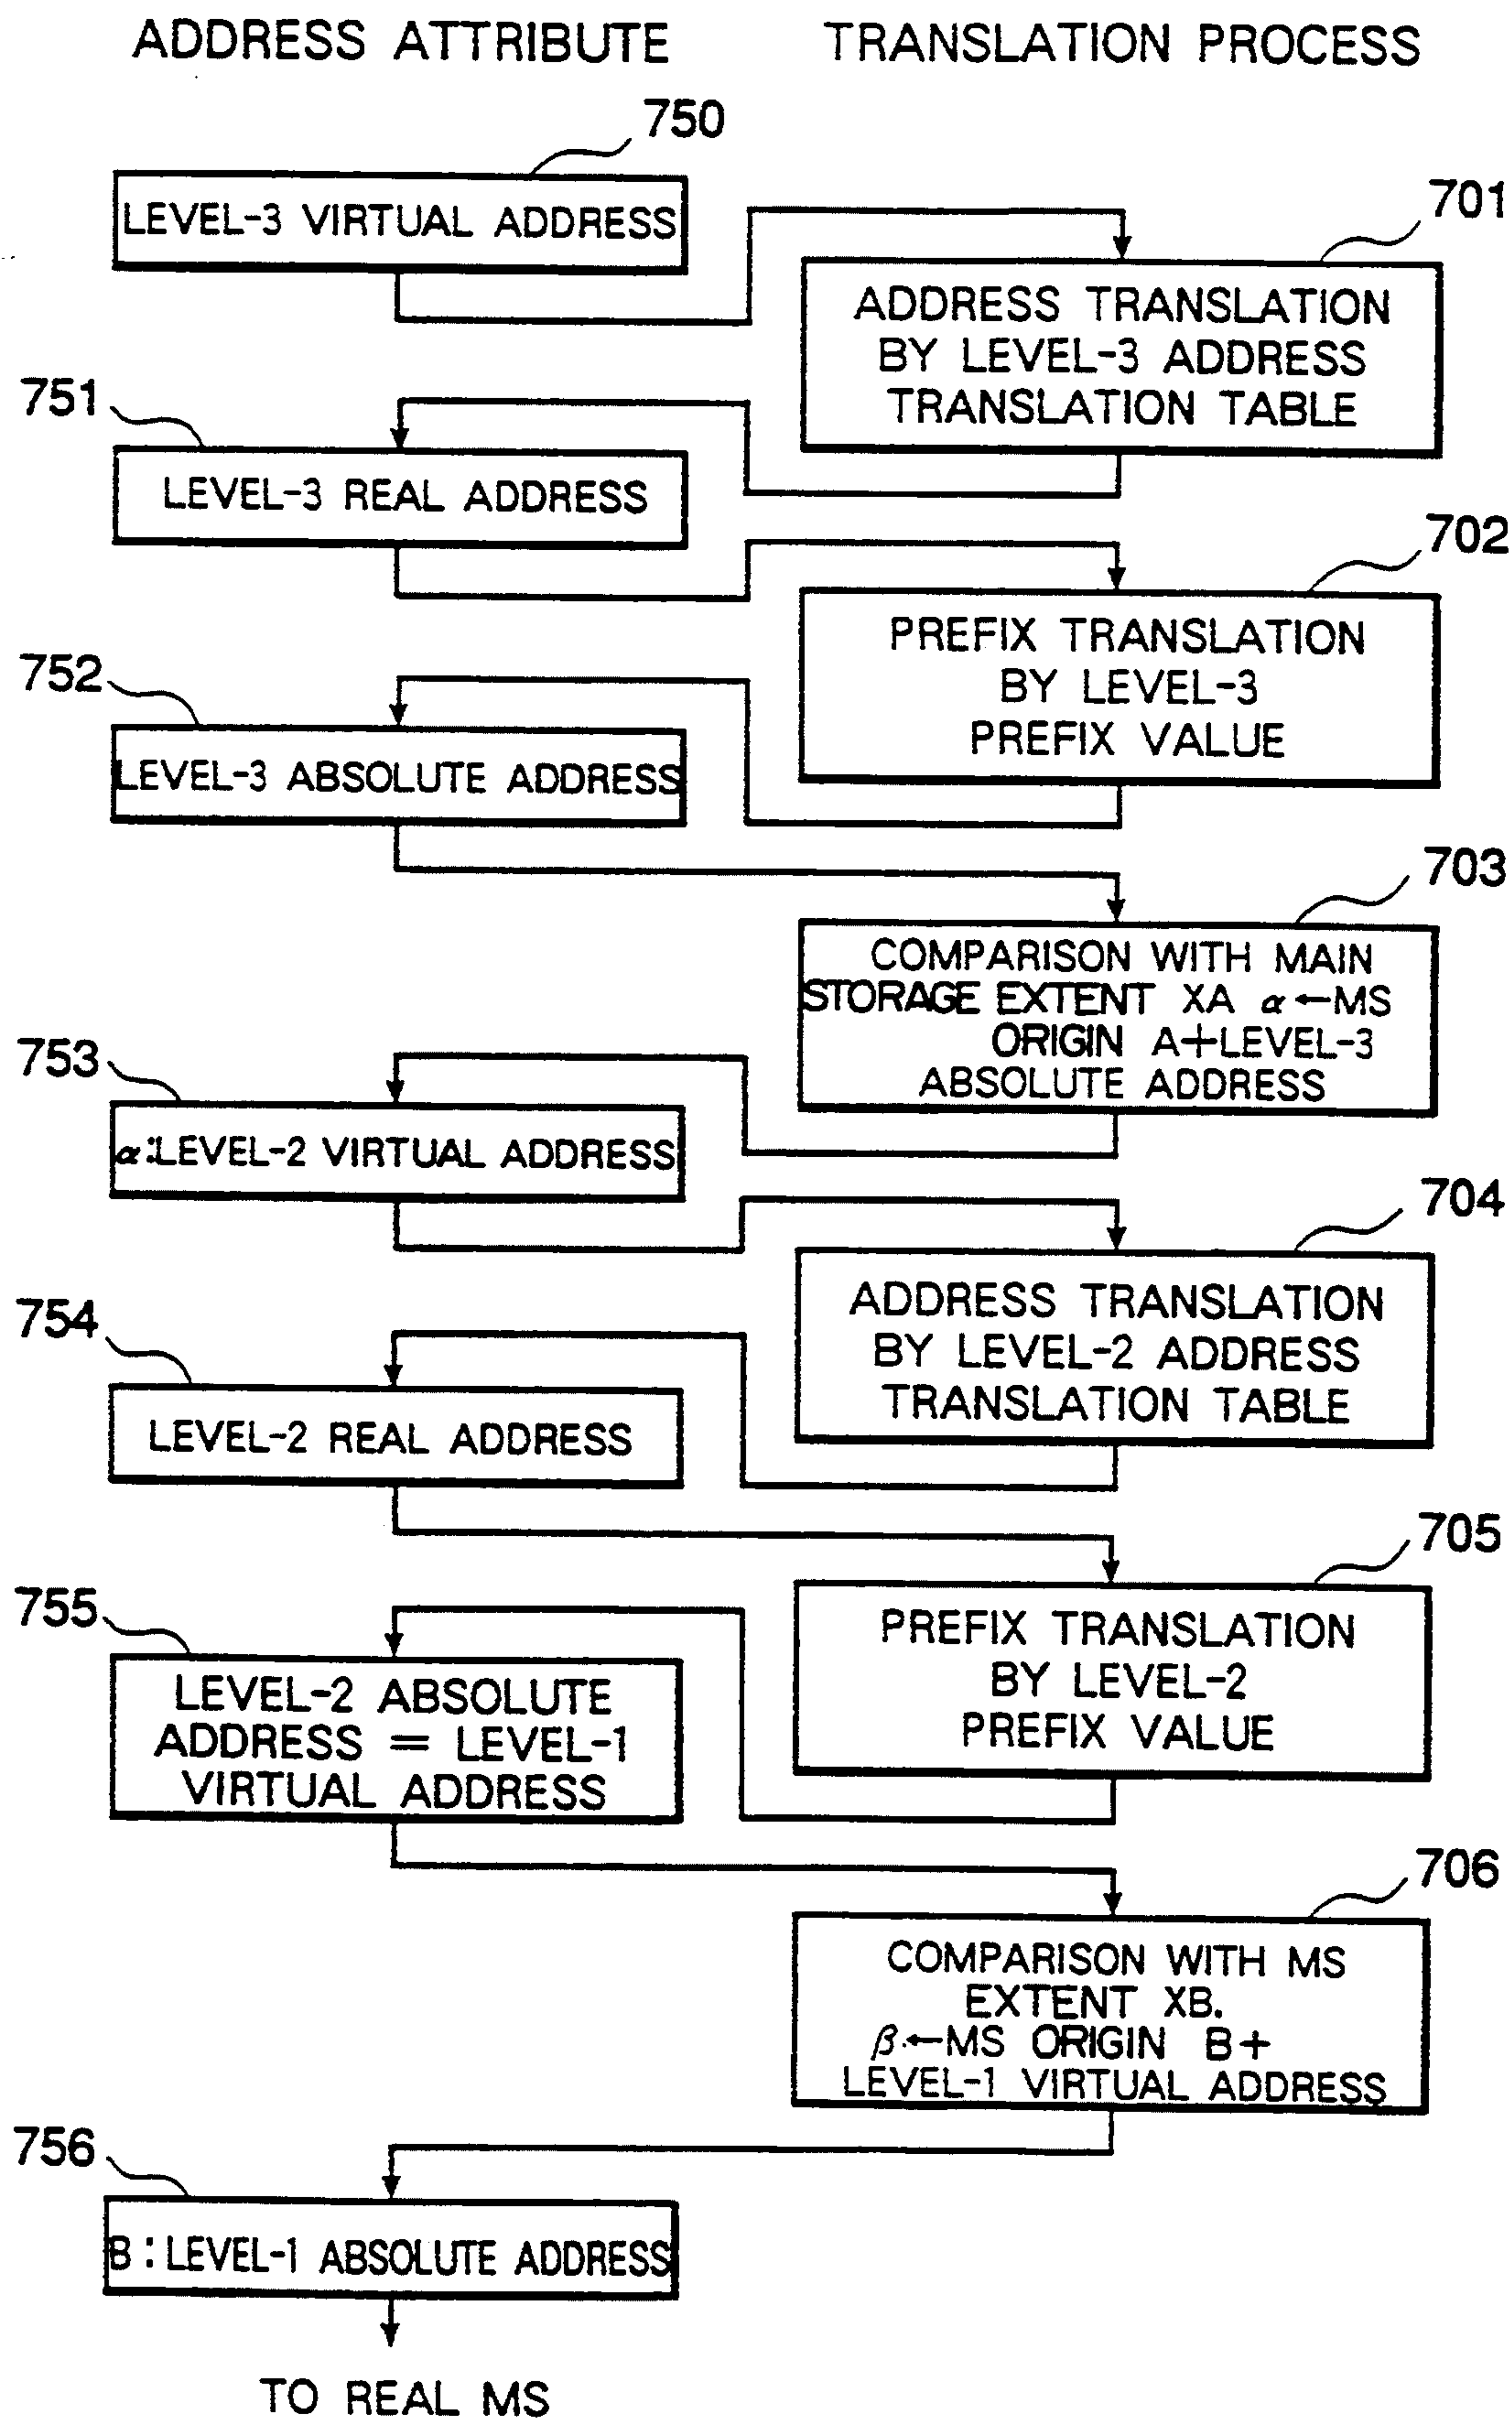 ADDRESS ATTRIBUTE
TRANSLATION PROCESS
750
LEVEL-3 VIRTUAL ADDRESS
701
ADDRESS TRANSLATION
BY LEVEL-3 ADDRESS
TRANSLATION TABLE
751
LEVEL-3 REAL ADDRESS
702
PREFIX TRANSLATION
BY LEVEL-3
PREFIX VALUE
752
LEVEL-3 ABSOLUTE ADDRESS
703
COMPARISON WITH MAIN
STORAGE EXTENT XA α←MS
ORIGIN A+LEVEL-3
ABSOLUTE ADDRESS
753
α:LEVEL-2 VIRTUAL ADDRESS
704
ADDRESS TRANSLATION
BY LEVEL-2 ADDRESS
TRANSLATION TABLE
754
LEVEL-2 REAL ADDRESS
705
PREFIX TRANSLATION
BY LEVEL-2
PREFIX VALUE
755
LEVEL-2 ABSOLUTE
ADDRESS = LEVEL-1
VIRTUAL ADDRESS
706
COMPARISON WITH MS
EXTENT XB.
β←MS ORIGIN B+
LEVEL-1 VIRTUAL ADDRESS
756
B:LEVEL-1 ABSOLUTE ADDRESS
TO REAL MS